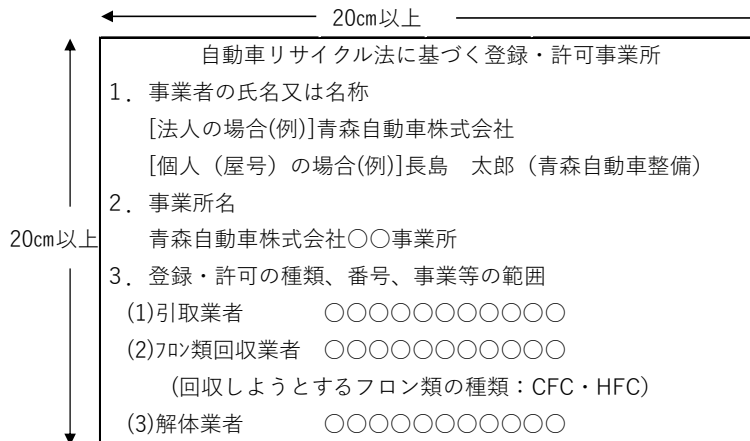 20㎝以上
自動車リサイクル法に基づく登録・許可事業所
1．事業者の氏名又は名称
[法人の場合(例)]青森自動車株式会社
[個人（屋号）の場合(例)]長島　太郎（青森自動車整備）
2．事業所名
20㎝以上
青森自動車株式会社○○事業所
3．登録・許可の種類、番号、事業等の範囲
(1)引取業者　○○○○○○○○○○○
(2)ﾌﾛﾝ類回収業者　○○○○○○○○○○○
(回収しようとするフロン類の種類：CFC・HFC)
(3)解体業者　○○○○○○○○○○○